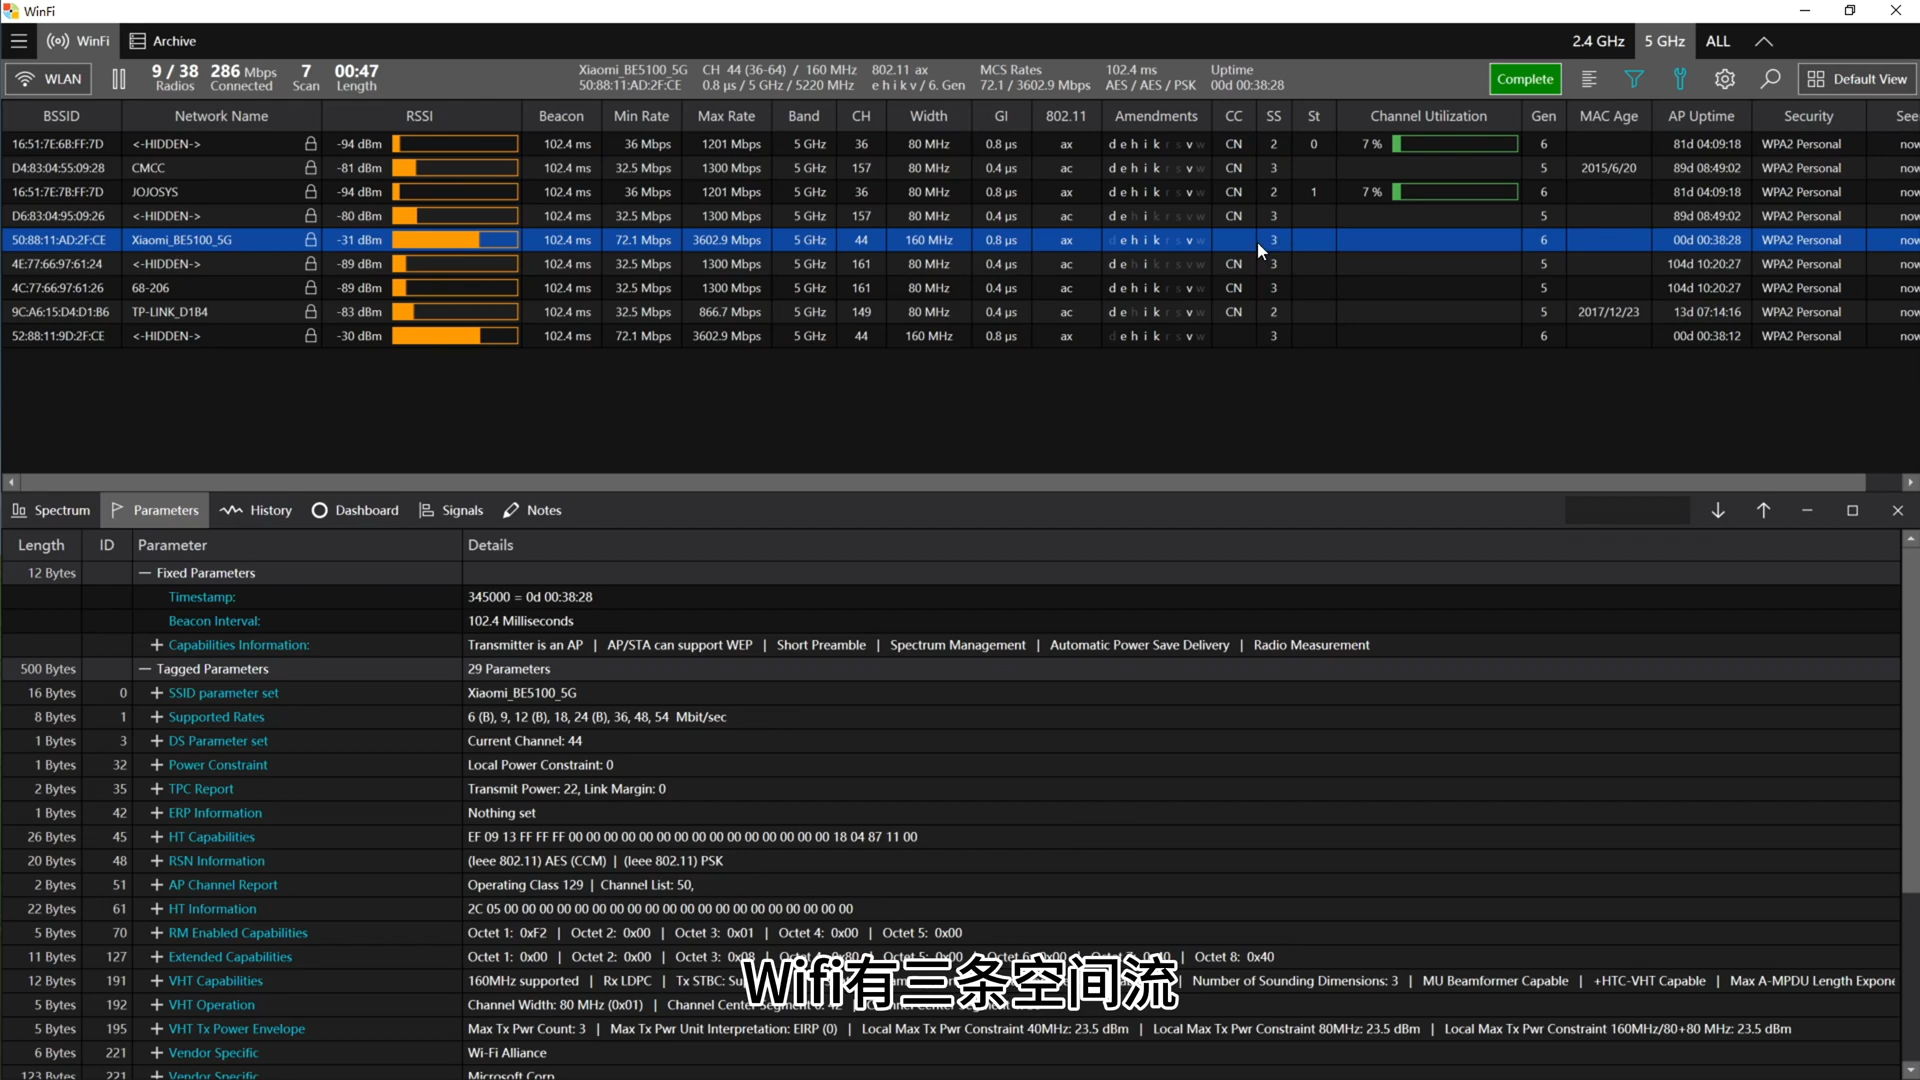 WinFi
WinFi Archive 2.4 GHz 5 GHz ALL
WLAN 9 / 38 Radios 286 Mbps Connected 7 Scan 00:47 Length
Xiaomi_BE5100_5G 50:88:11:AD:2F:CE
CH 44 (36-64) / 160 MHz 0.8 µs / 5 GHz / 5220 MHz
802.11 ax e h i k v / 6. Gen
MCS Rates 72.1 / 3602.9 Mbps
102.4 ms AES / AES / PSK
Uptime 00d 00:38:28
Complete Default View
BSSID Network Name RSSI Beacon Min Rate Max Rate Band CH Width GI 802.11 Amendments CC SS St Channel Utilization Gen MAC Age AP Uptime Security See
16:51:7E:6B:FF:7D <-HIDDEN-> -94 dBm 102.4 ms 36 Mbps 1201 Mbps 5 GHz 36 80 MHz 0.8 µs ax d e h i k r s v w CN 2 0 7 % 6 81d 04:09:18 WPA2 Personal now
D4:83:04:55:09:28 CMCC -81 dBm 102.4 ms 32.5 Mbps 1300 Mbps 5 GHz 157 80 MHz 0.4 µs ac d e h i k r s v w CN 3 5 2015/6/20 89d 08:49:02 WPA2 Personal now
16:51:7E:7B:FF:7D JOJOSYS -94 dBm 102.4 ms 36 Mbps 1201 Mbps 5 GHz 36 80 MHz 0.8 µs ax d e h i k r s v w CN 2 1 7 % 6 81d 04:09:18 WPA2 Personal now
D6:83:04:95:09:26 <-HIDDEN-> -80 dBm 102.4 ms 32.5 Mbps 1300 Mbps 5 GHz 157 80 MHz 0.4 µs ac d e h i k r s v w CN 3 5 89d 08:49:02 WPA2 Personal now
50:88:11:AD:2F:CE Xiaomi_BE5100_5G -31 dBm 102.4 ms 72.1 Mbps 3602.9 Mbps 5 GHz 44 160 MHz 0.8 µs ax d e h i k r s v w 3 6 00d 00:38:28 WPA2 Personal now
4E:77:66:97:61:24 <-HIDDEN-> -89 dBm 102.4 ms 32.5 Mbps 1300 Mbps 5 GHz 161 80 MHz 0.4 µs ac d e h i k r s v w CN 3 5 104d 10:20:27 WPA2 Personal now
4C:77:66:97:61:26 68-206 -89 dBm 102.4 ms 32.5 Mbps 1300 Mbps 5 GHz 161 80 MHz 0.4 µs ac d e h i k r s v w CN 3 5 104d 10:20:27 WPA2 Personal now
9C:A6:15:D4:D1:B6 TP-LINK_D1B4 -83 dBm 102.4 ms 32.5 Mbps 866.7 Mbps 5 GHz 149 80 MHz 0.4 µs ac d e h i k r s v w CN 2 5 2017/12/23 13d 07:14:16 WPA2 Personal now
52:88:11:9D:2F:CE <-HIDDEN-> -30 dBm 102.4 ms 72.1 Mbps 3602.9 Mbps 5 GHz 44 160 MHz 0.8 µs ax d e h i k r s v w 3 6 00d 00:38:12 WPA2 Personal now
Spectrum Parameters History Dashboard Signals Notes
Length ID Parameter Details
12 Bytes Fixed Parameters
Timestamp: 345000 = 0d 00:38:28
Beacon Interval: 102.4 Milliseconds
Capabilities Information: Transmitter is an AP | AP/STA can support WEP | Short Preamble | Spectrum Management | Automatic Power Save Delivery | Radio Measurement
500 Bytes Tagged Parameters 29 Parameters
16 Bytes 0 SSID parameter set Xiaomi_BE5100_5G
8 Bytes 1 Supported Rates 6 (B), 9, 12 (B), 18, 24 (B), 36, 48, 54 Mbit/sec
1 Bytes 3 DS Parameter set Current Channel: 44
1 Bytes 32 Power Constraint Local Power Constraint: 0
2 Bytes 35 TPC Report Transmit Power: 22, Link Margin: 0
1 Bytes 42 ERP Information Nothing set
26 Bytes 45 HT Capabilities EF 09 13 FF FF FF 00 00 00 00 00 00 00 00 00 00 00 00 00 00 00 18 04 87 11 00
20 Bytes 48 RSN Information (Ieee 802.11) AES (CCM) | (Ieee 802.11) PSK
2 Bytes 51 AP Channel Report Operating Class 129 | Channel List: 50,
22 Bytes 61 HT Information 2C 05 00 00 00 00 00 00 00 00 00 00 00 00 00 00 00 00 00 00 00 00
5 Bytes 70 RM Enabled Capabilities Octet 1: 0xF2 | Octet 2: 0x00 | Octet 3: 0x01 | Octet 4: 0x00 | Octet 5: 0x00
11 Bytes 127 Extended Capabilities Octet 1: 0x00 | Octet 2: 0x00 | Octet 3: 0x08 | Octet 8: 0x40
12 Bytes 191 VHT Capabilities 160MHz supported | Rx LDPC | Tx STBC: Number of Sounding Dimensions: 3 | MU Beamformer Capable | +HTC-VHT Capable | Max A-MPDU Length Expone
5 Bytes 192 VHT Operation Channel Width: 80 MHz (0x01) | Channel Center
5 Bytes 195 VHT Tx Power Envelope Max Tx Pwr Count: 3 | Max Tx Pwr Unit Interpretation: EIRP (0) | Local Max Tx Pwr Constraint 40MHz: 23.5 dBm | Local Max Tx Pwr Constraint 80MHz: 23.5 dBm | Local Max Tx Pwr Constraint 160MHz/80+80 MHz: 23.5 dBm
6 Bytes 221 Vendor Specific Wi-Fi Alliance
123 Bytes 221 Vendor Specific Microsoft Corp
Wifi有三条空间流